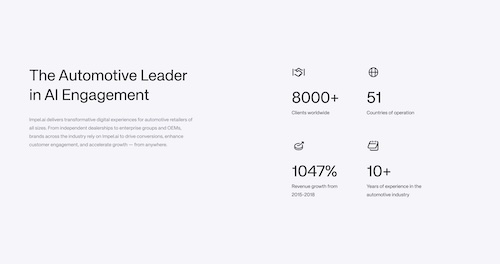 The Automotive Leader
in AI Engagement
Impel.ai delivers transformative digital experiences for automotive retailers of
all sizes. From independent dealerships to enterprise groups and OEMs,
brands across the industry rely on Impel.ai to drive conversions, enhance
customer engagement, and accelerate growth — from anywhere.
8000+
Clients worldwide
51
Countries of operation
1047%
Revenue growth from
2015-2018
10+
Years of experience in the
automotive industry